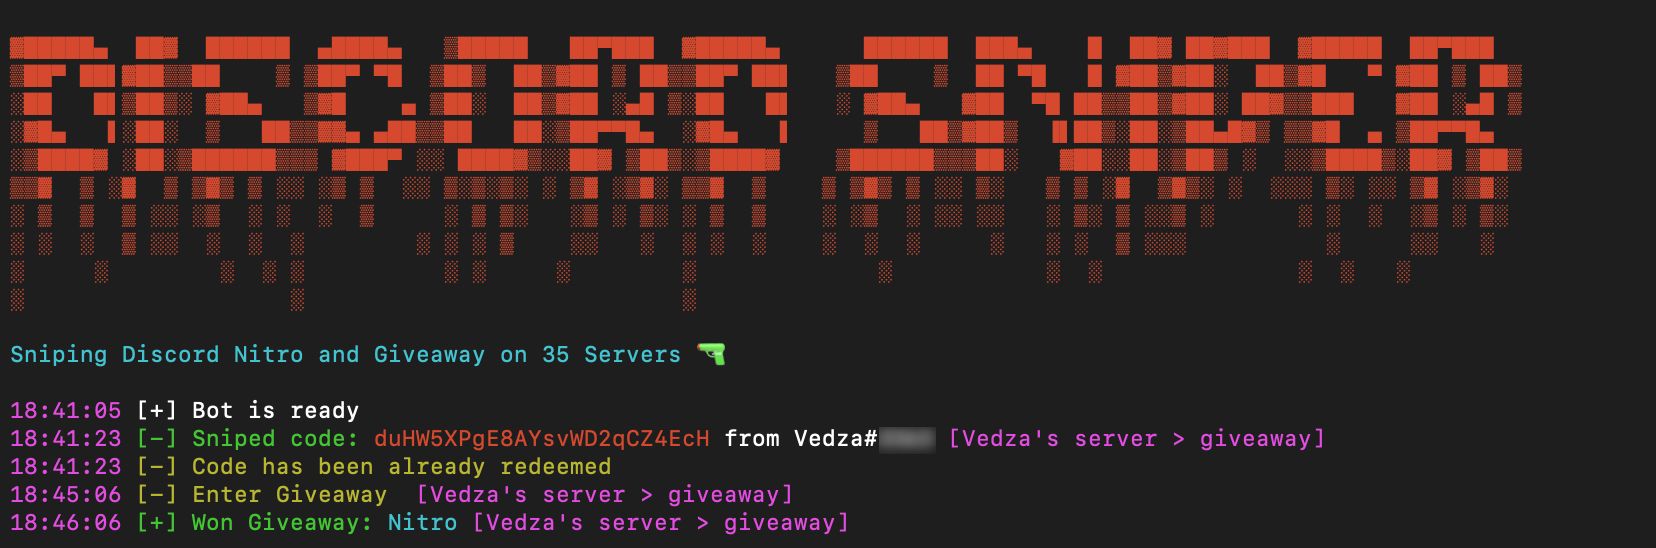 DISCORD SNIPER
Sniping Discord Nitro and Giveaway on 35 Servers
18:41:05 [+] Bot is ready
18:41:23 [-] Sniped code: duHW5XPgE8AYsvWD2qCZ4EcH from Vedza# [Vedza's server > giveaway]
18:41:23 [-] Code has been already redeemed
18:45:06 [-] Enter Giveaway [Vedza's server > giveaway]
18:46:06 [+] Won Giveaway: Nitro [Vedza's server > giveaway]